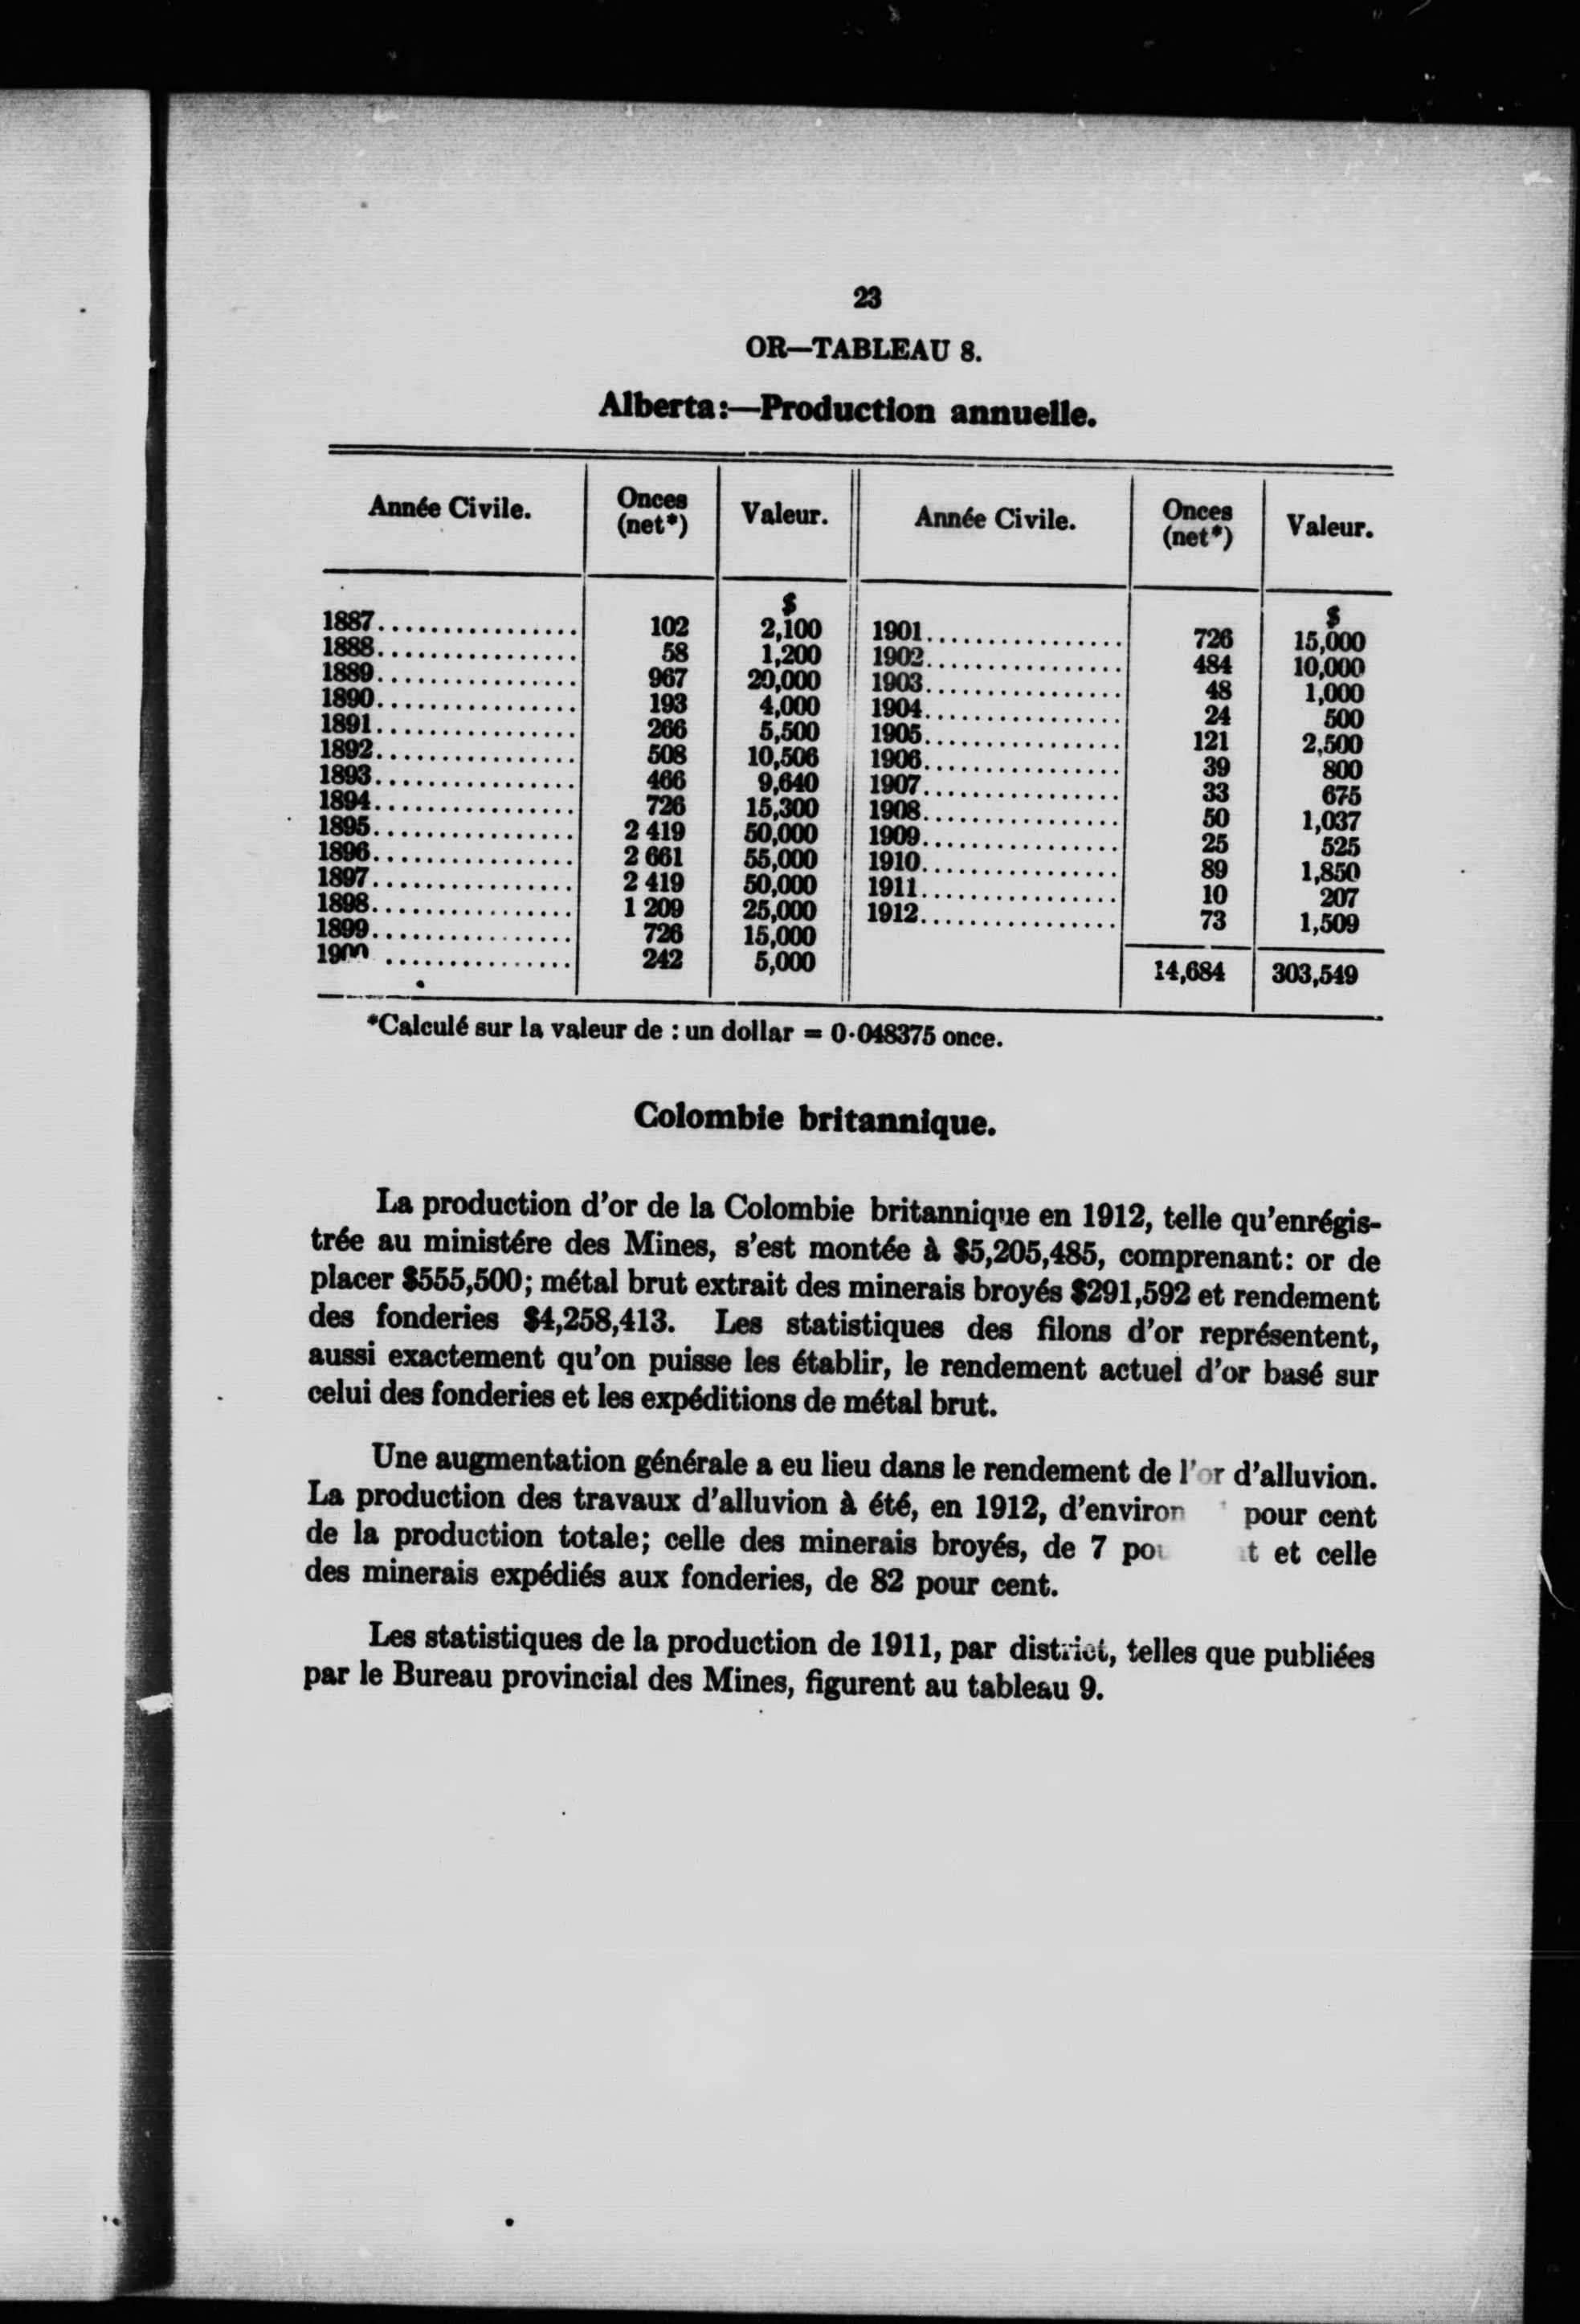 23
OR—TABLEAU 8.
Alberta:—Production annuelle.
Année Civile. Onces (net*) Valeur. Année Civile. Onces (net*) Valeur.
$ $
1887 102 2,100 1901 726 15,000
1888 58 1,200 1902 484 10,000
1889 967 20,000 1903 48 1,000
1890 193 4,000 1904 24 500
1891 266 5,500 1905 121 2,500
1892 508 10,506 1906 39 800
1893 466 9,640 1907 33 675
1894 726 15,300 1908 50 1,037
1895 2 419 50,000 1909 25 525
1896 2 661 55,000 1910 89 1,850
1897 2 419 50,000 1911 10 207
1898 1 209 25,000 1912 73 1,509
1899 726 15,000
1900 242 5,000 14,684 303,549
*Calculé sur la valeur de : un dollar = 0·048375 once.
Colombie britannique.
La production d'or de la Colombie britannique en 1912, telle qu'enrégis-
trée au ministére des Mines, s'est montée à $5,205,485, comprenant: or de
placer $555,500; métal brut extrait des minerais broyés $291,592 et rendement
des fonderies $4,258,413. Les statistiques des filons d'or représentent,
aussi exactement qu'on puisse les établir, le rendement actuel d'or basé sur
celui des fonderies et les expéditions de métal brut.
Une augmentation générale a eu lieu dans le rendement de l'or d'alluvion.
La production des travaux d'alluvion à été, en 1912, d'environ pour cent
de la production totale; celle des minerais broyés, de 7 et celle
des minerais expédiés aux fonderies, de 82 pour cent.
Les statistiques de la production de 1911, par district, telles que publiées
par le Bureau provincial des Mines, figurent au tableau 9.